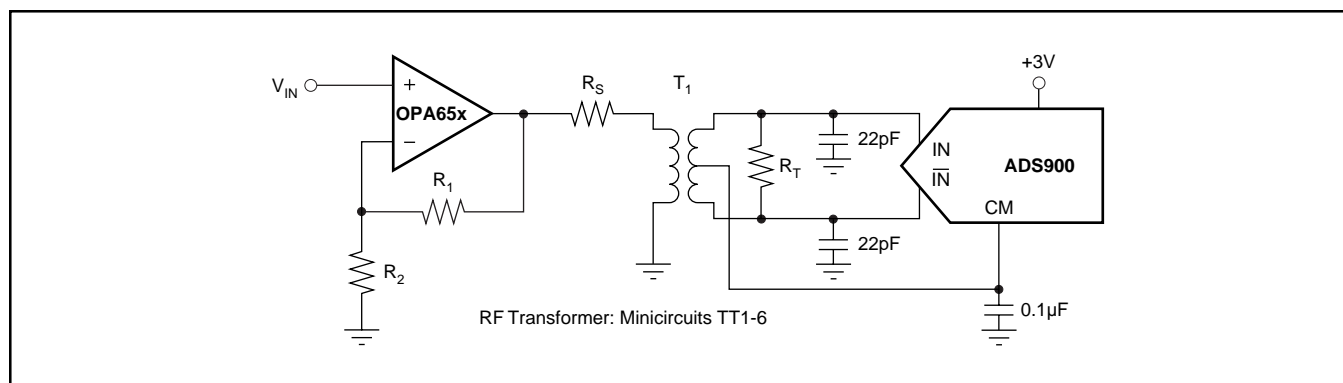 +3V
V_IN
+
OPA65x
−
R_S
T_1
22pF
IN
I̅N̅
ADS900
R_T
R_1
CM
22pF
R_2
0.1µF
RF Transformer: Minicircuits TT1-6